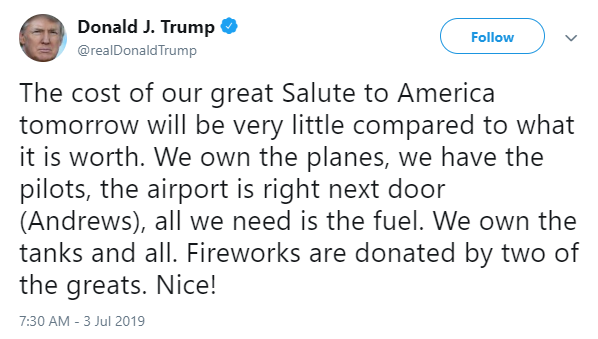 Donald J. Trump
@realDonaldTrump
Follow
The cost of our great Salute to America
tomorrow will be very little compared to what
it is worth. We own the planes, we have the
pilots, the airport is right next door
(Andrews), all we need is the fuel. We own the
tanks and all. Fireworks are donated by two of
the greats. Nice!
7:30 AM - 3 Jul 2019